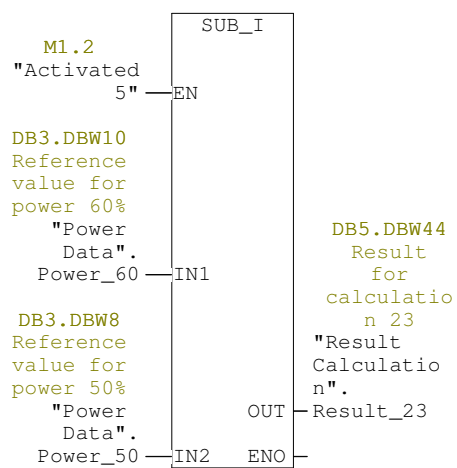 SUB_I
M1.2
"Activated
5"
EN
DB3.DBW10
Reference
value for
power 60%
"Power
Data".
Power_60
IN1
DB3.DBW8
Reference
value for
power 50%
"Power
Data".
Power_50
IN2
DB5.DBW44
Result
for
calculatio
n 23
"Result
Calculatio
n".
OUT
Result_23
ENO